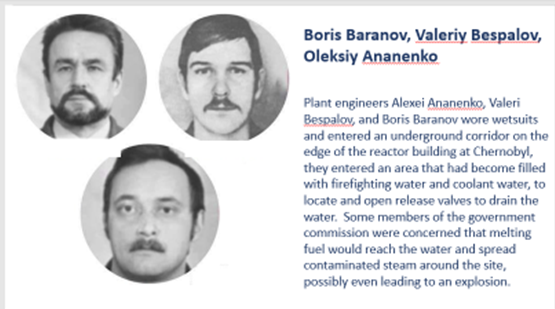 Boris Baranov, Valeriy Bespalov,
Oleksiy Ananenko
Plant engineers Alexei Ananenko, Valeri
Bespalov, and Boris Baranov wore wetsuits
and entered an underground corridor on the
edge of the reactor building at Chernobyl,
they entered an area that had become filled
with firefighting water and coolant water, to
locate and open release valves to drain the
water.  Some members of the government
commission were concerned that melting
fuel would reach the water and spread
contaminated steam around the site,
possibly even leading to an explosion.